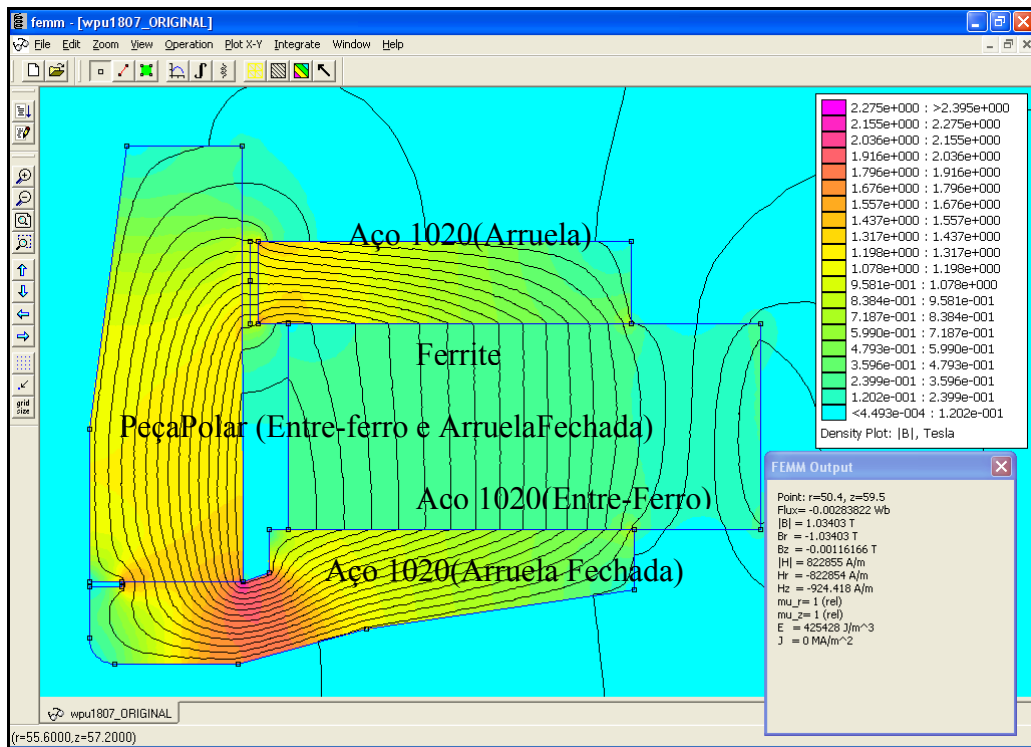 femm - [wpu1807_ORIGINAL]
File Edit Zoom View Operation Plot X-Y Integrate Window Help
grid
size
Aço 1020(Arruela)
Ferrite
PeçaPolar (Entre-ferro e ArruelaFechada)
Aço 1020(Entre-Ferro)
Aço 1020(Arruela Fechada)
2.275e+000 : >2.395e+000
2.155e+000 : 2.275e+000
2.036e+000 : 2.155e+000
1.916e+000 : 2.036e+000
1.796e+000 : 1.916e+000
1.676e+000 : 1.796e+000
1.557e+000 : 1.676e+000
1.437e+000 : 1.557e+000
1.317e+000 : 1.437e+000
1.198e+000 : 1.317e+000
1.078e+000 : 1.198e+000
9.581e-001 : 1.078e+000
8.384e-001 : 9.581e-001
7.187e-001 : 8.384e-001
5.990e-001 : 7.187e-001
4.793e-001 : 5.990e-001
3.596e-001 : 4.793e-001
2.399e-001 : 3.596e-001
1.202e-001 : 2.399e-001
<4.493e-004 : 1.202e-001
Density Plot: |B|, Tesla
FEMM Output
Point: r=50.4, z=59.5
Flux= -0.00283822 Wb
|B| = 1.03403 T
Br = -1.03403 T
Bz = -0.00116166 T
|H| = 822855 A/m
Hr = -822854 A/m
Hz = -924.418 A/m
mu_r= 1 (rel)
mu_z= 1 (rel)
E = 425428 J/m^3
J = 0 MA/m^2
wpu1807_ORIGINAL
(r=55.6000,z=57.2000)